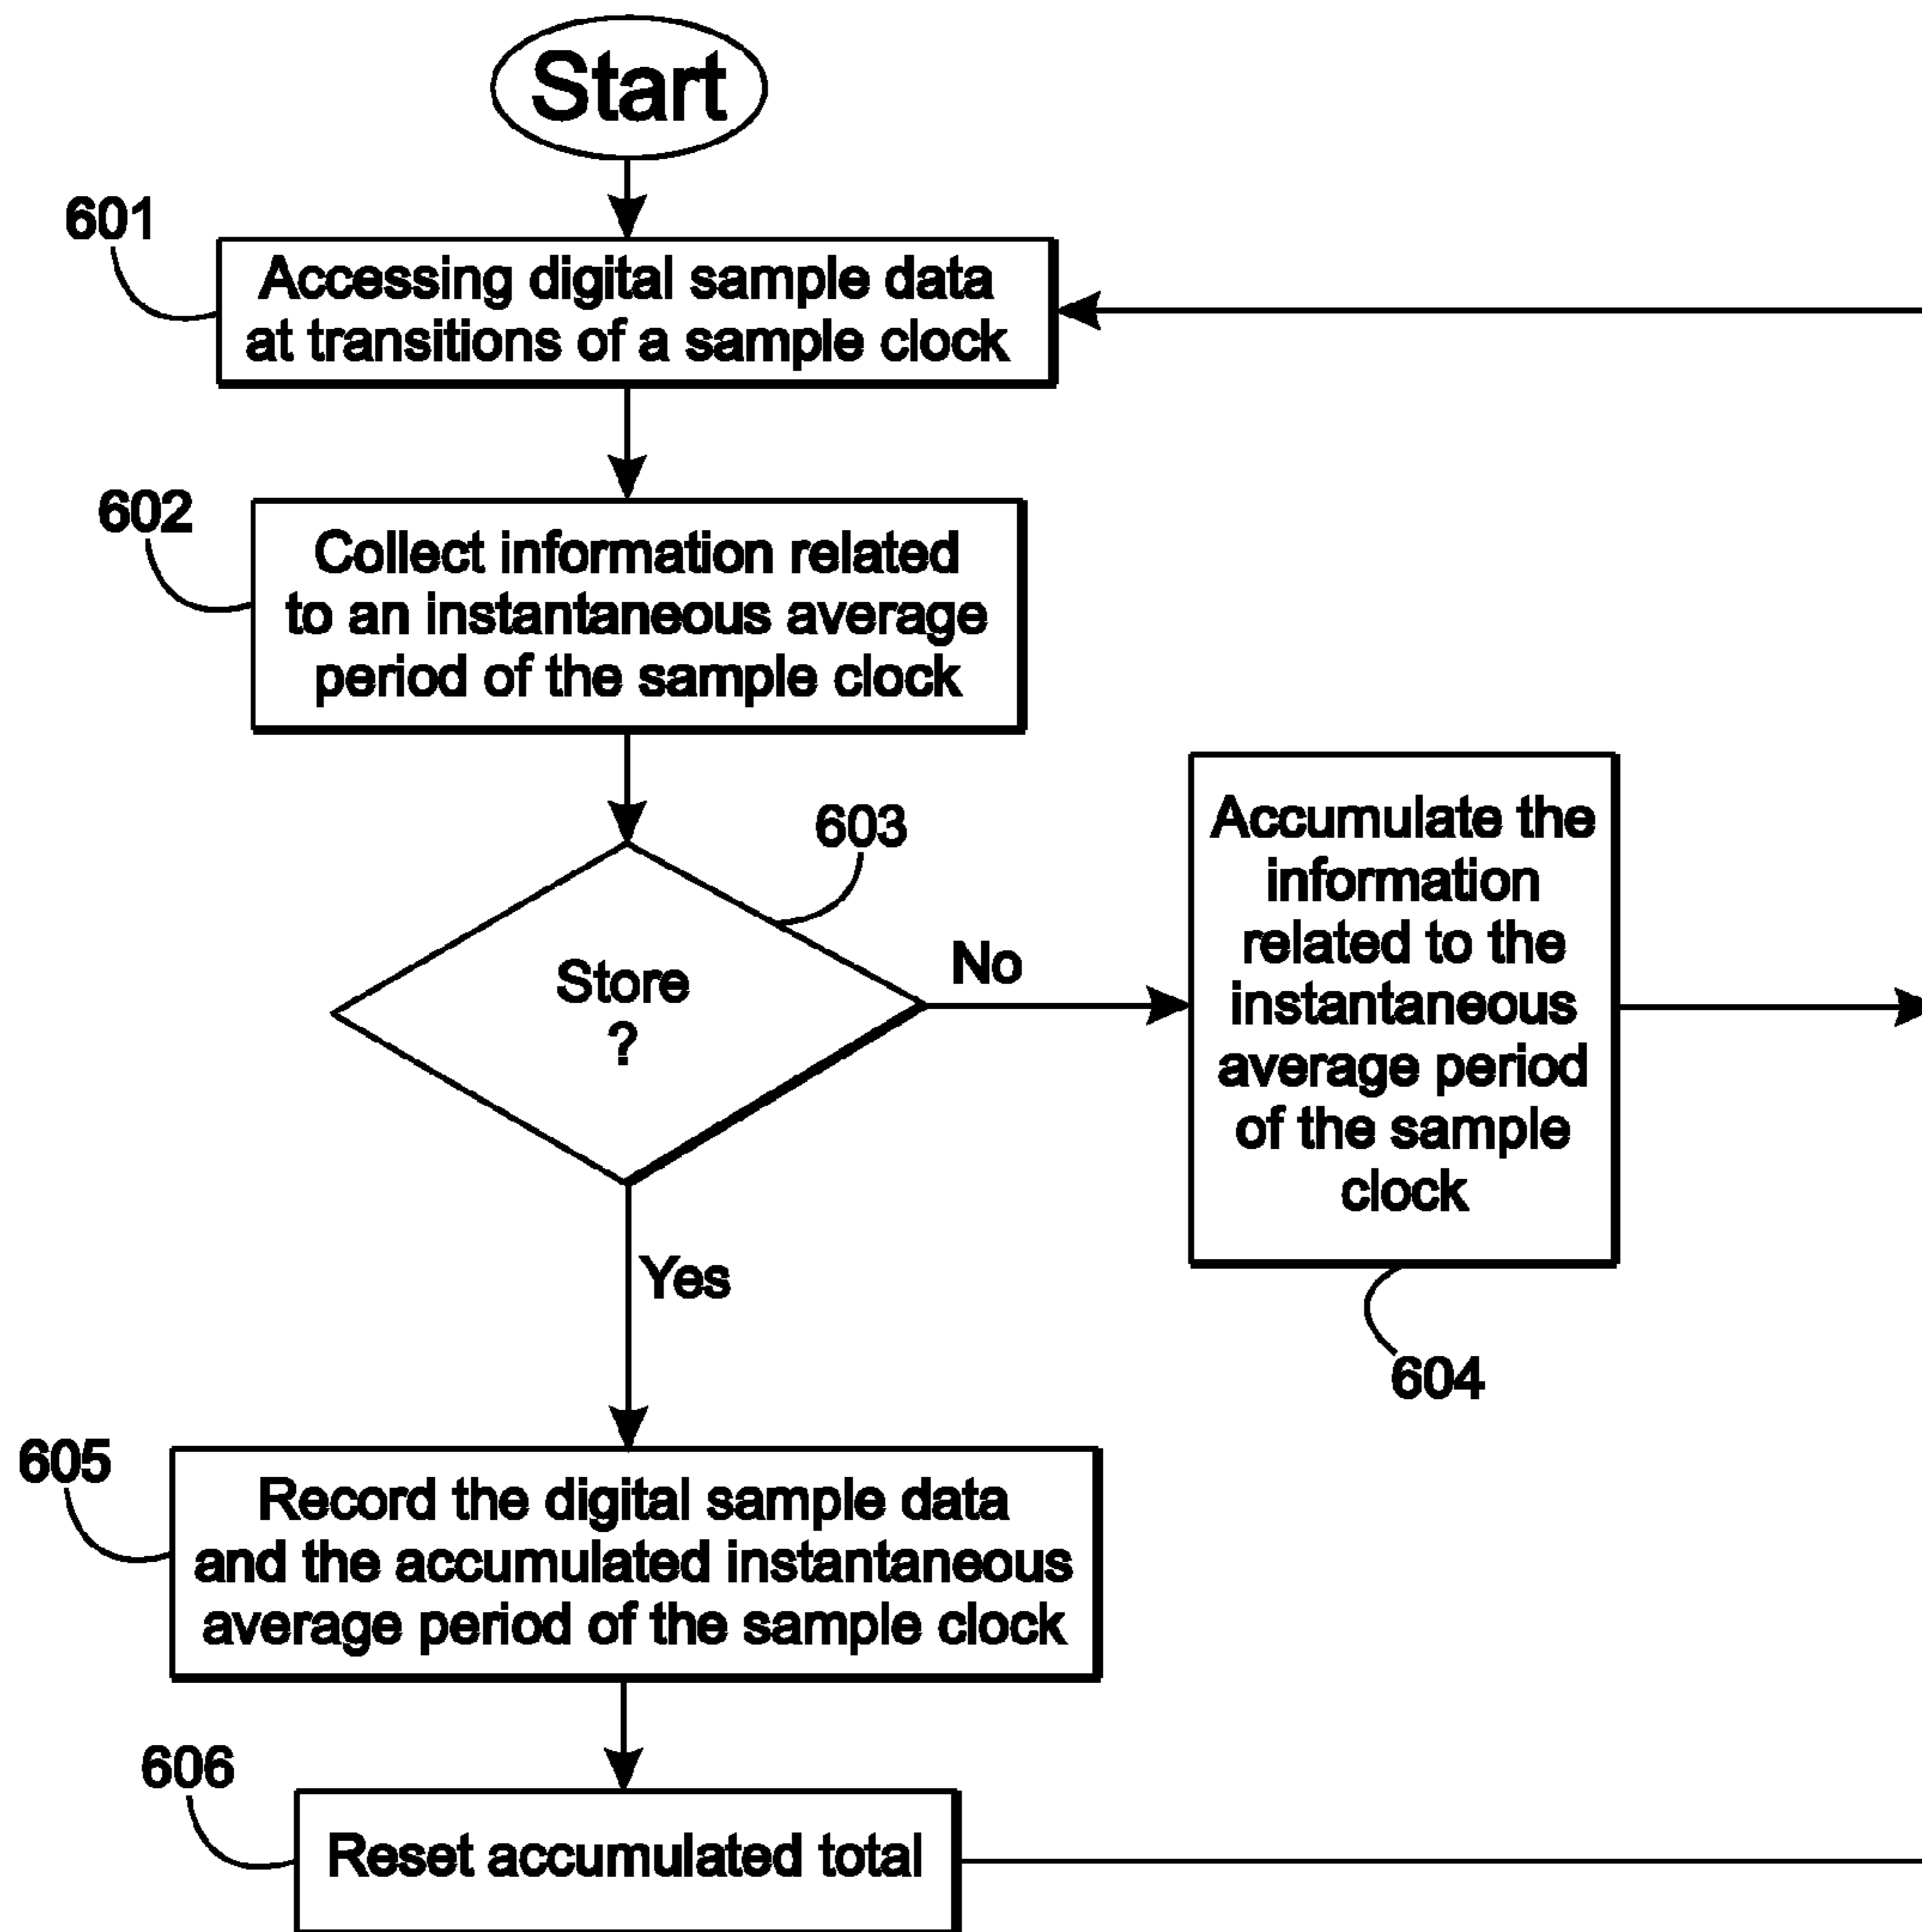 Start
601
Accessing digital sample data
at transitions of a sample clock
602
Collect information related
to an instantaneous average
period of the sample clock
603
Store
?
No
Accumulate the
information
related to the
instantaneous
average period
of the sample
clock
604
Yes
605
Record the digital sample data
and the accumulated instantaneous
average period of the sample clock
606
Reset accumulated total